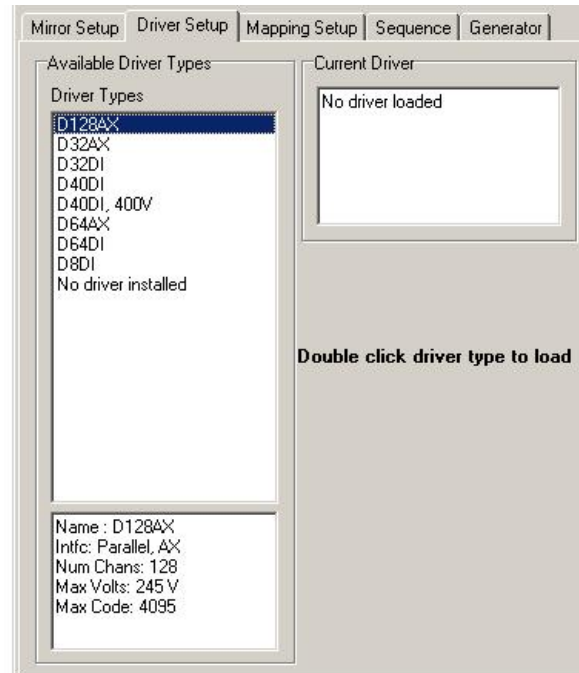 Mirror Setup Driver Setup Mapping Setup Sequence Generator
Available Driver Types
Driver Types
D128AX
D32AX
D32DI
D40DI
D40DI, 400V
D64AX
D64DI
D8DI
No driver installed
Name : D128AX
Intfc: Parallel, AX
Num Chans: 128
Max Volts: 245 V
Max Code: 4095
Current Driver
No driver loaded
Double click driver type to load